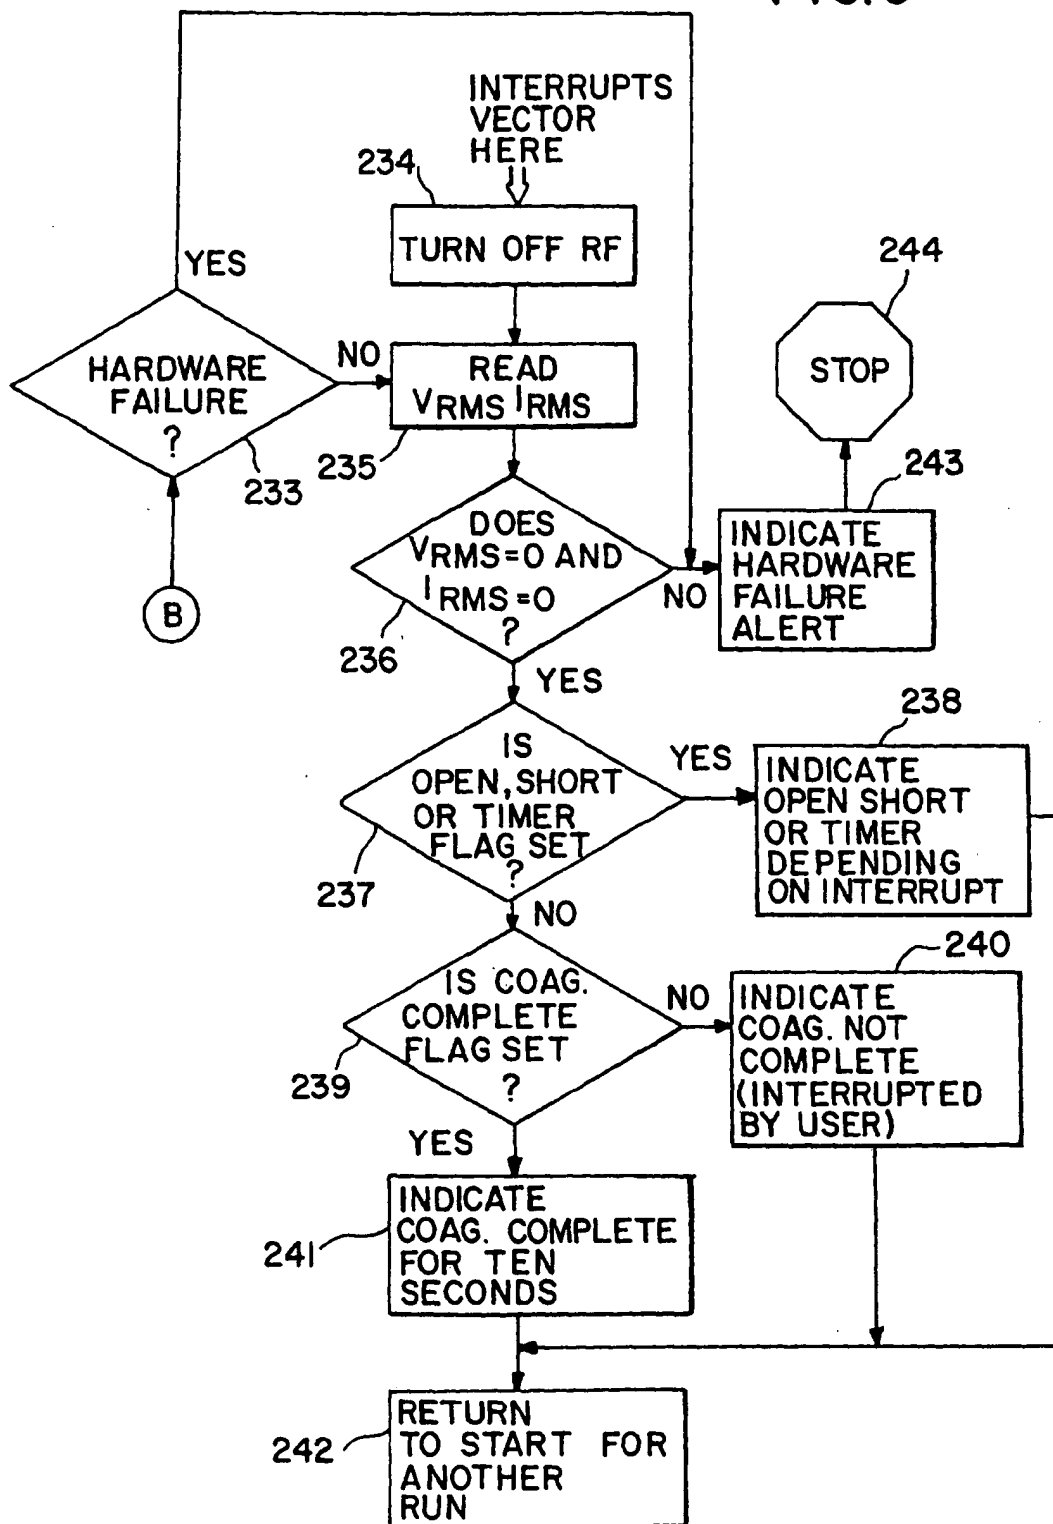 INTERRUPTS
VECTOR
HERE
234
TURN OFF RF
YES
HARDWARE
FAILURE
?
233
NO
B
READ
VRMS IRMS
235
244
STOP
243
INDICATE
HARDWARE
FAILURE
ALERT
DOES
VRMS=0 AND
IRMS=0
?
236
NO
YES
238
IS
OPEN, SHORT
OR TIMER
FLAG SET
?
237
YES
INDICATE
OPEN SHORT
OR TIMER
DEPENDING
ON INTERRUPT
NO
240
IS COAG.
COMPLETE
FLAG SET
?
239
NO
INDICATE
COAG. NOT
COMPLETE
(INTERRUPTED
BY USER)
YES
INDICATE
COAG. COMPLETE
FOR TEN
SECONDS
241
RETURN
TO START FOR
ANOTHER
RUN
242